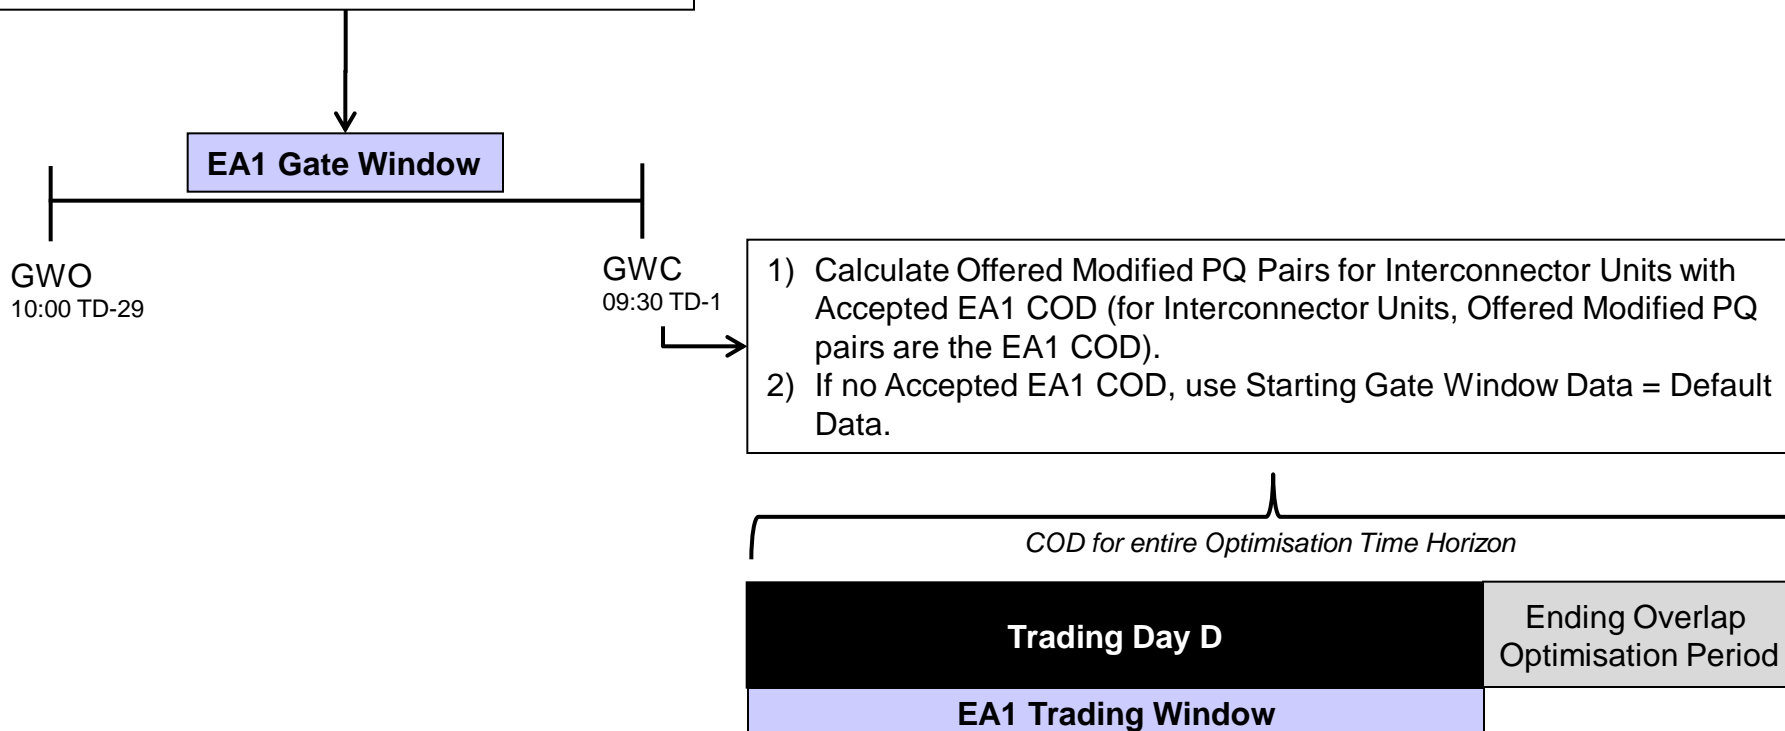 EA1 Gate Window
GWO
10:00 TD-29
GWC
09:30 TD-1
1) Calculate Offered Modified PQ Pairs for Interconnector Units with
Accepted EA1 COD (for Interconnector Units, Offered Modified PQ
pairs are the EA1 COD).
2) If no Accepted EA1 COD, use Starting Gate Window Data = Default
Data.
COD for entire Optimisation Time Horizon
Trading Day D
Ending Overlap
Optimisation Period
EA1 Trading Window